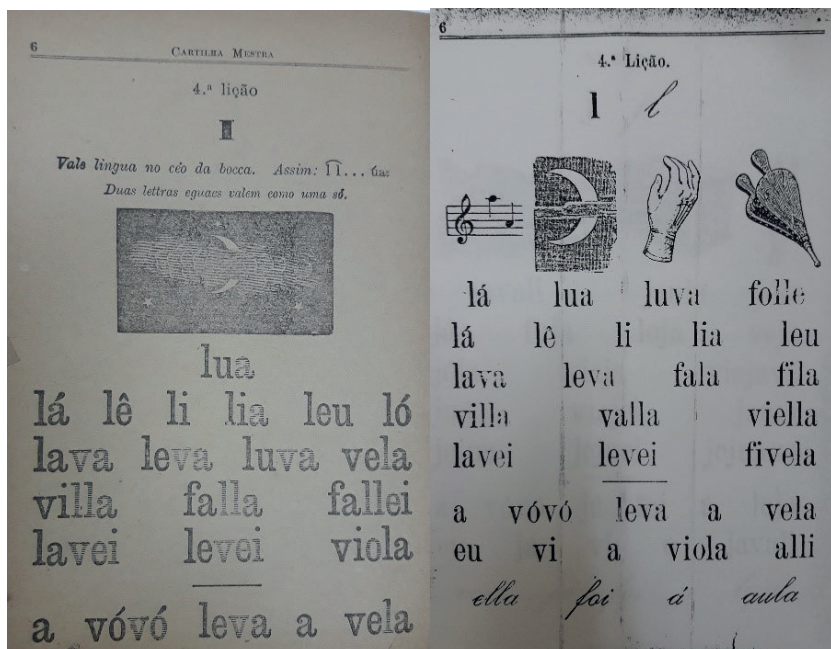 6
CARTILHA MESTRA
4.ª lição
l
Vale lingua no céo da bocca. Assim:
Duas lettras eguaes valem como uma só.
lua
lá lê li lia leu ló
lava leva luva vela
villa falla fallei
lavei levei viola
a vóvó leva a vela
6
4.ª Lição.
l l
lá lua luva folle
lá lê li lia leu
lava leva fala fila
villa valla viella
lavei levei fivela
a vóvó leva a vela
eu vi a viola alli
ella foi á aula